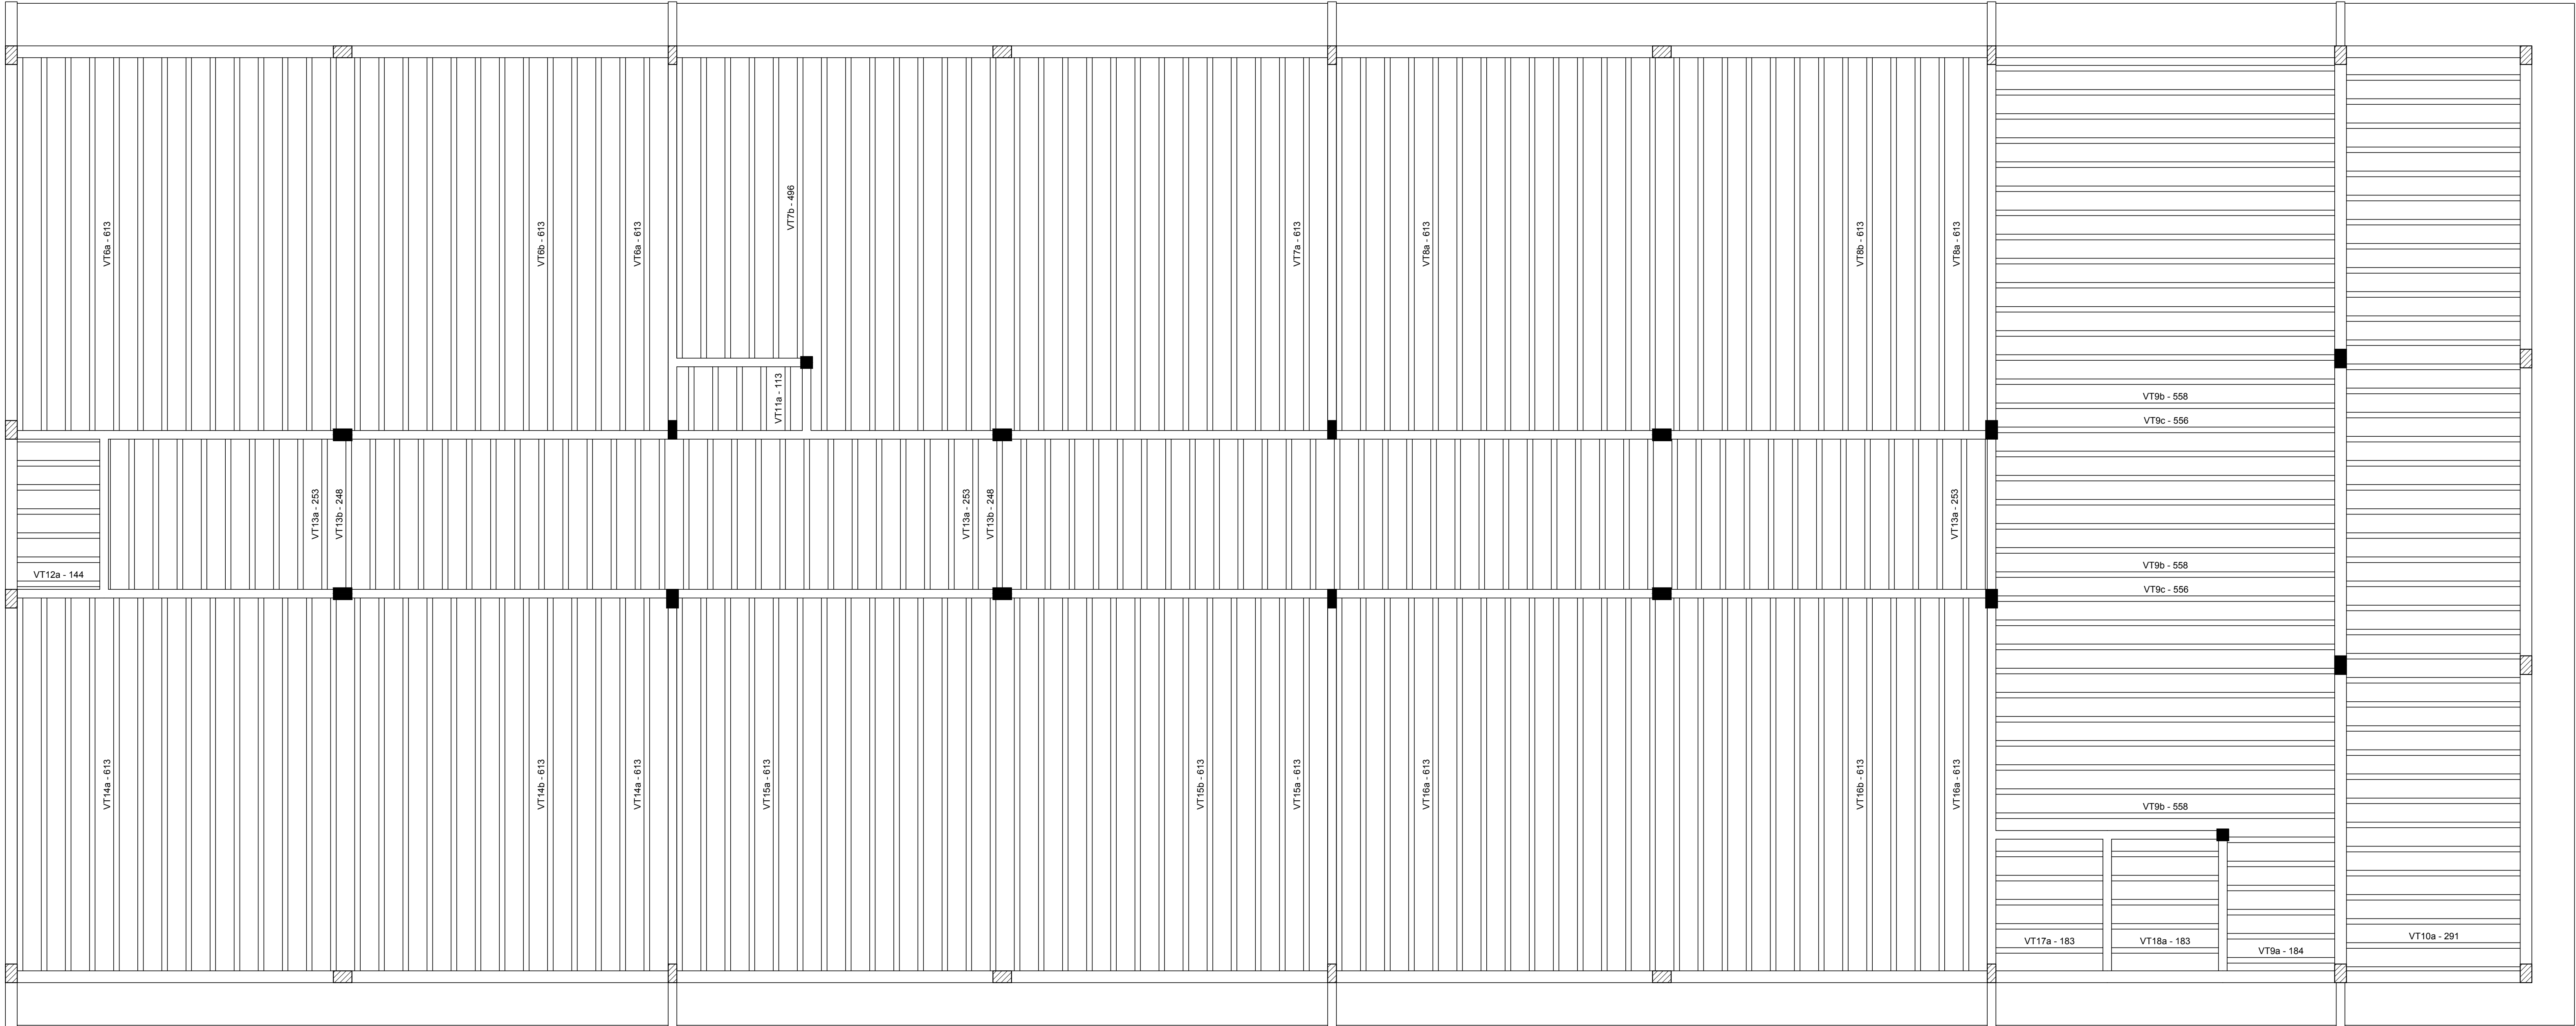 VT6a - 613
VT6b - 613
VT6a - 613
VT7b - 496
VT7a - 613
VT8a - 613
VT8b - 613
VT8a - 613
VT11a - 113
VT9b - 558
VT9c - 556
VT12a - 144
VT13a - 253
VT13b - 248
VT13a - 253
VT13b - 248
VT13a - 253
VT9b - 558
VT9c - 556
VT14a - 613
VT14b - 613
VT14a - 613
VT15a - 613
VT15b - 613
VT15a - 613
VT16a - 613
VT16b - 613
VT16a - 613
VT9b - 558
VT17a - 183
VT18a - 183
VT9a - 184
VT10a - 291